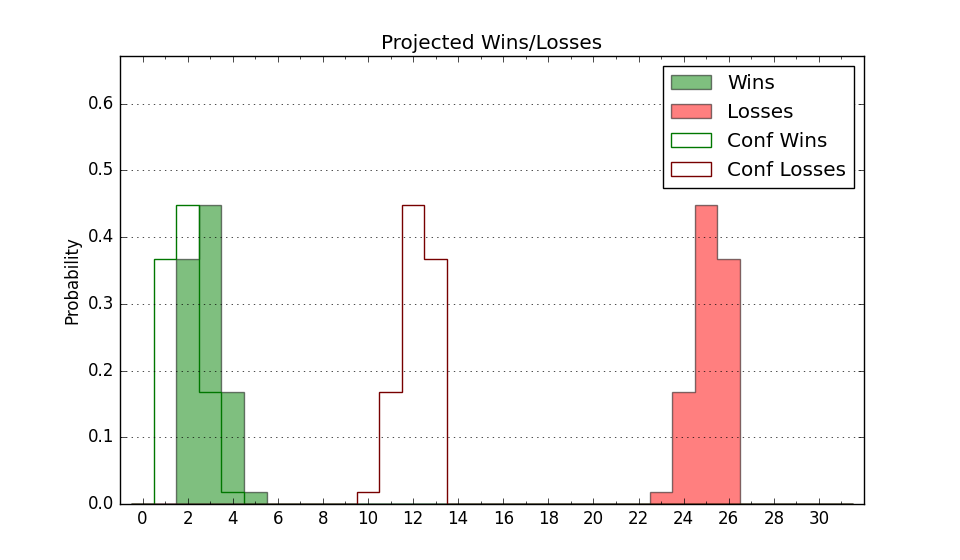 Projected Wins/Losses
Wins
Losses
Conf Wins
Conf Losses
Probability
0.6
0.5
0.4
0.3
0.2
0.1
0.0
0 2 4 6 8 10 12 14 16 18 20 22 24 26 28 30